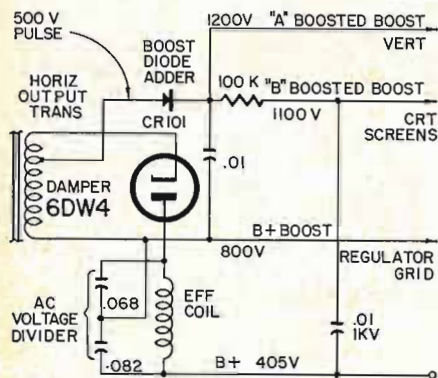 500 V
PULSE
BOOST
DIODE
ADDER
1200V "A" BOOSTED BOOST
VERT
HORIZ
OUTPUT
TRANS
CR101
100 K
"B" BOOSTED BOOST
1100 V
CRT
SCREENS
DAMPER
6DW4
.01
B+ BOOST
800V
REGULATOR
GRID
AC
VOLTAGE
DIVIDER
.068
.082
EFF
COIL
.01
1KV
B+ 405V